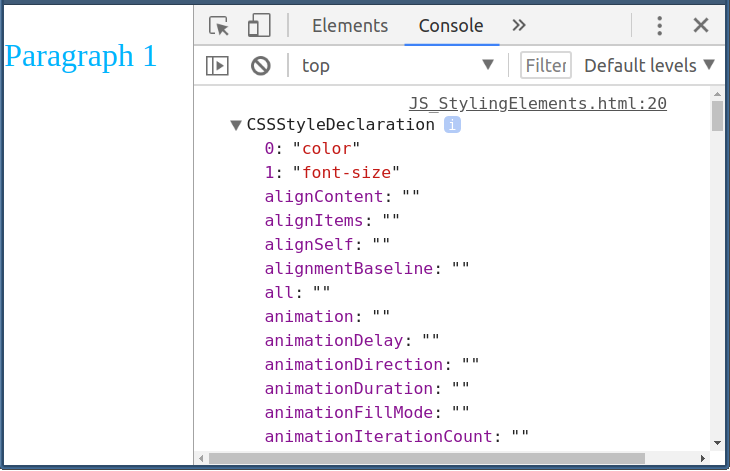 Elements Console »
top Filter Default levels
Paragraph 1
JS_StylingElements.html:20
CSSStyleDeclaration i
0: "color"
1: "font-size"
alignContent: ""
alignItems: ""
alignSelf: ""
alignmentBaseline: ""
all: ""
animation: ""
animationDelay: ""
animationDirection: ""
animationDuration: ""
animationFillMode: ""
animationIterationCount: ""